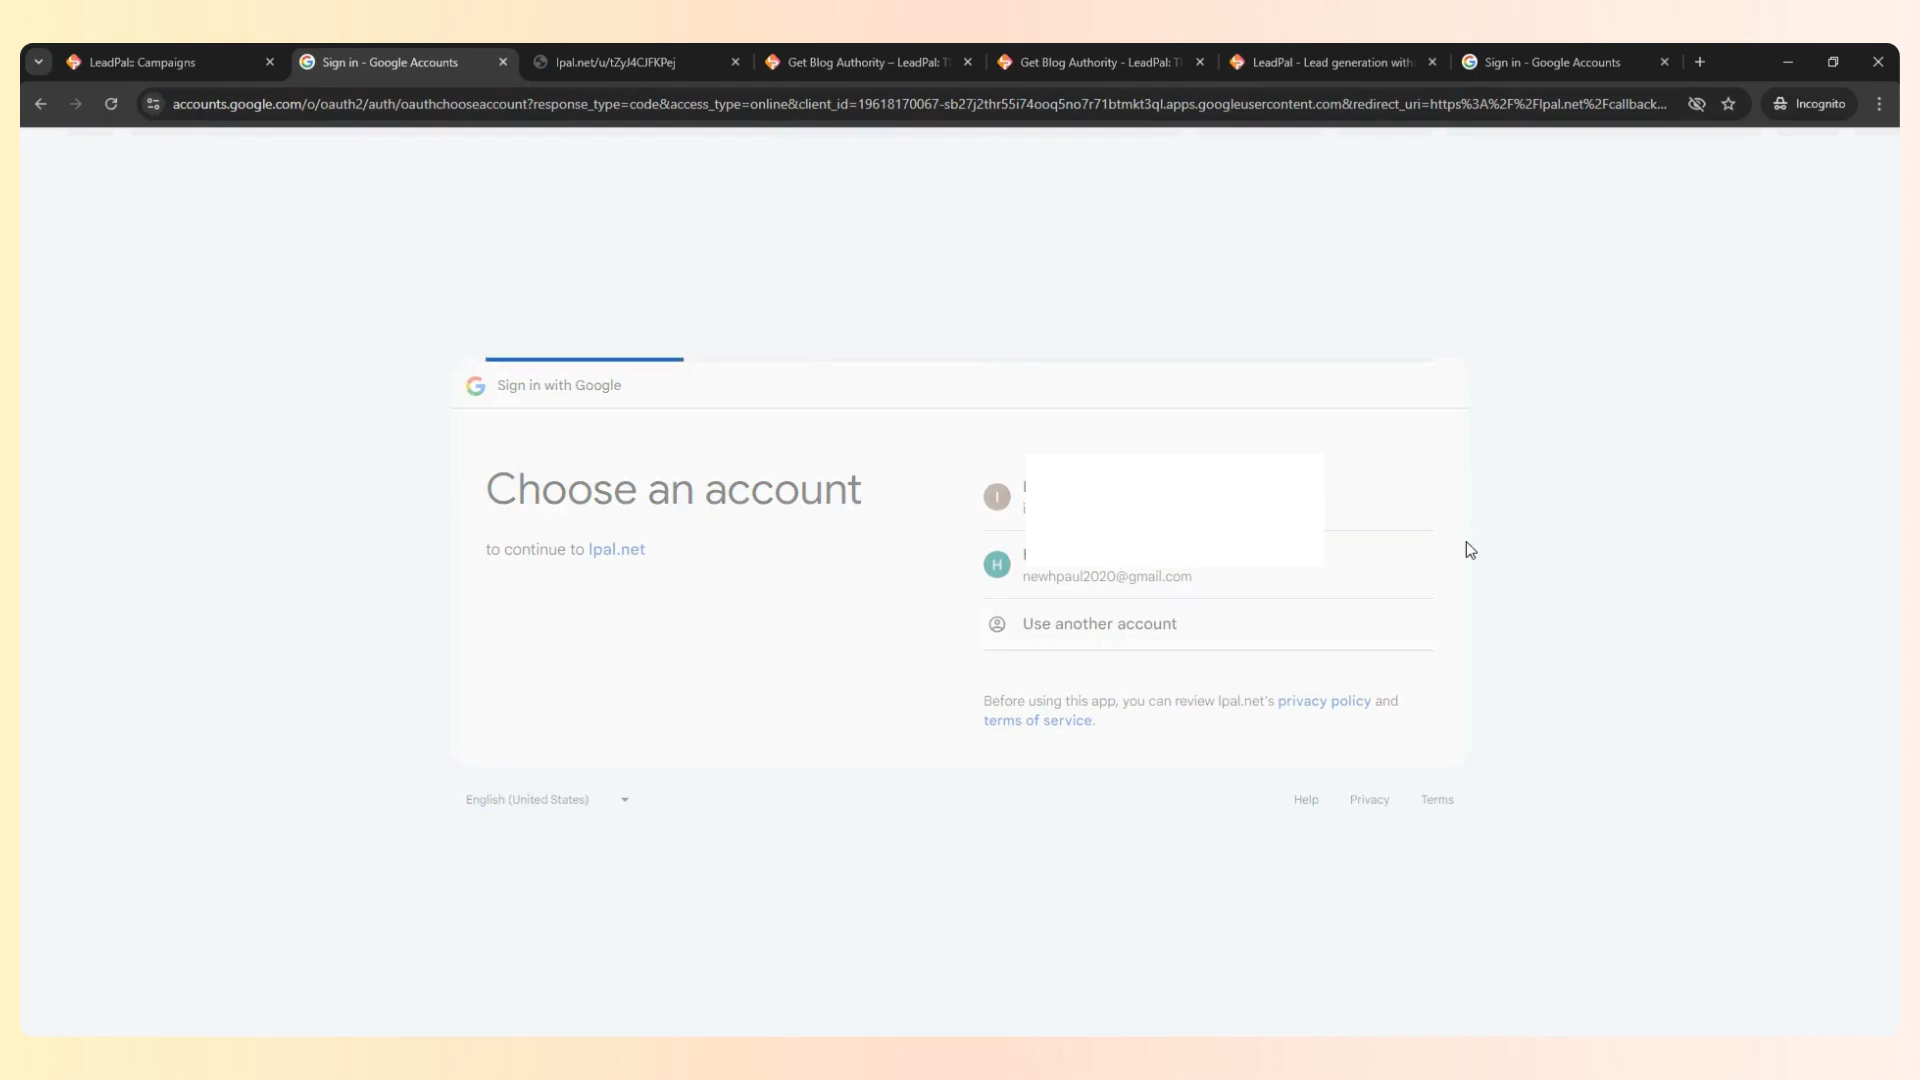 LeadPal:: Campaigns
Sign in - Google Accounts
lpal.net/u/tZyJ4CJFKPej
Get Blog Authority – LeadPal: T
Get Blog Authority - LeadPal: T
LeadPal - Lead generation with
Sign in - Google Accounts
accounts.google.com/o/oauth2/auth/oauthchooseaccount?response_type=code&access_type=online&client_id=19618170067-sb27j2thr55i74ooq5no7r71btmkt3ql.apps.googleusercontent.com&redirect_uri=https%3A%2F%2Flpal.net%2Fcallback...
Incognito
Sign in with Google
Choose an account
to continue to lpal.net
I
H
newhpaul2020@gmail.com
Use another account
Before using this app, you can review lpal.net's privacy policy and
terms of service.
English (United States)
Help
Privacy
Terms